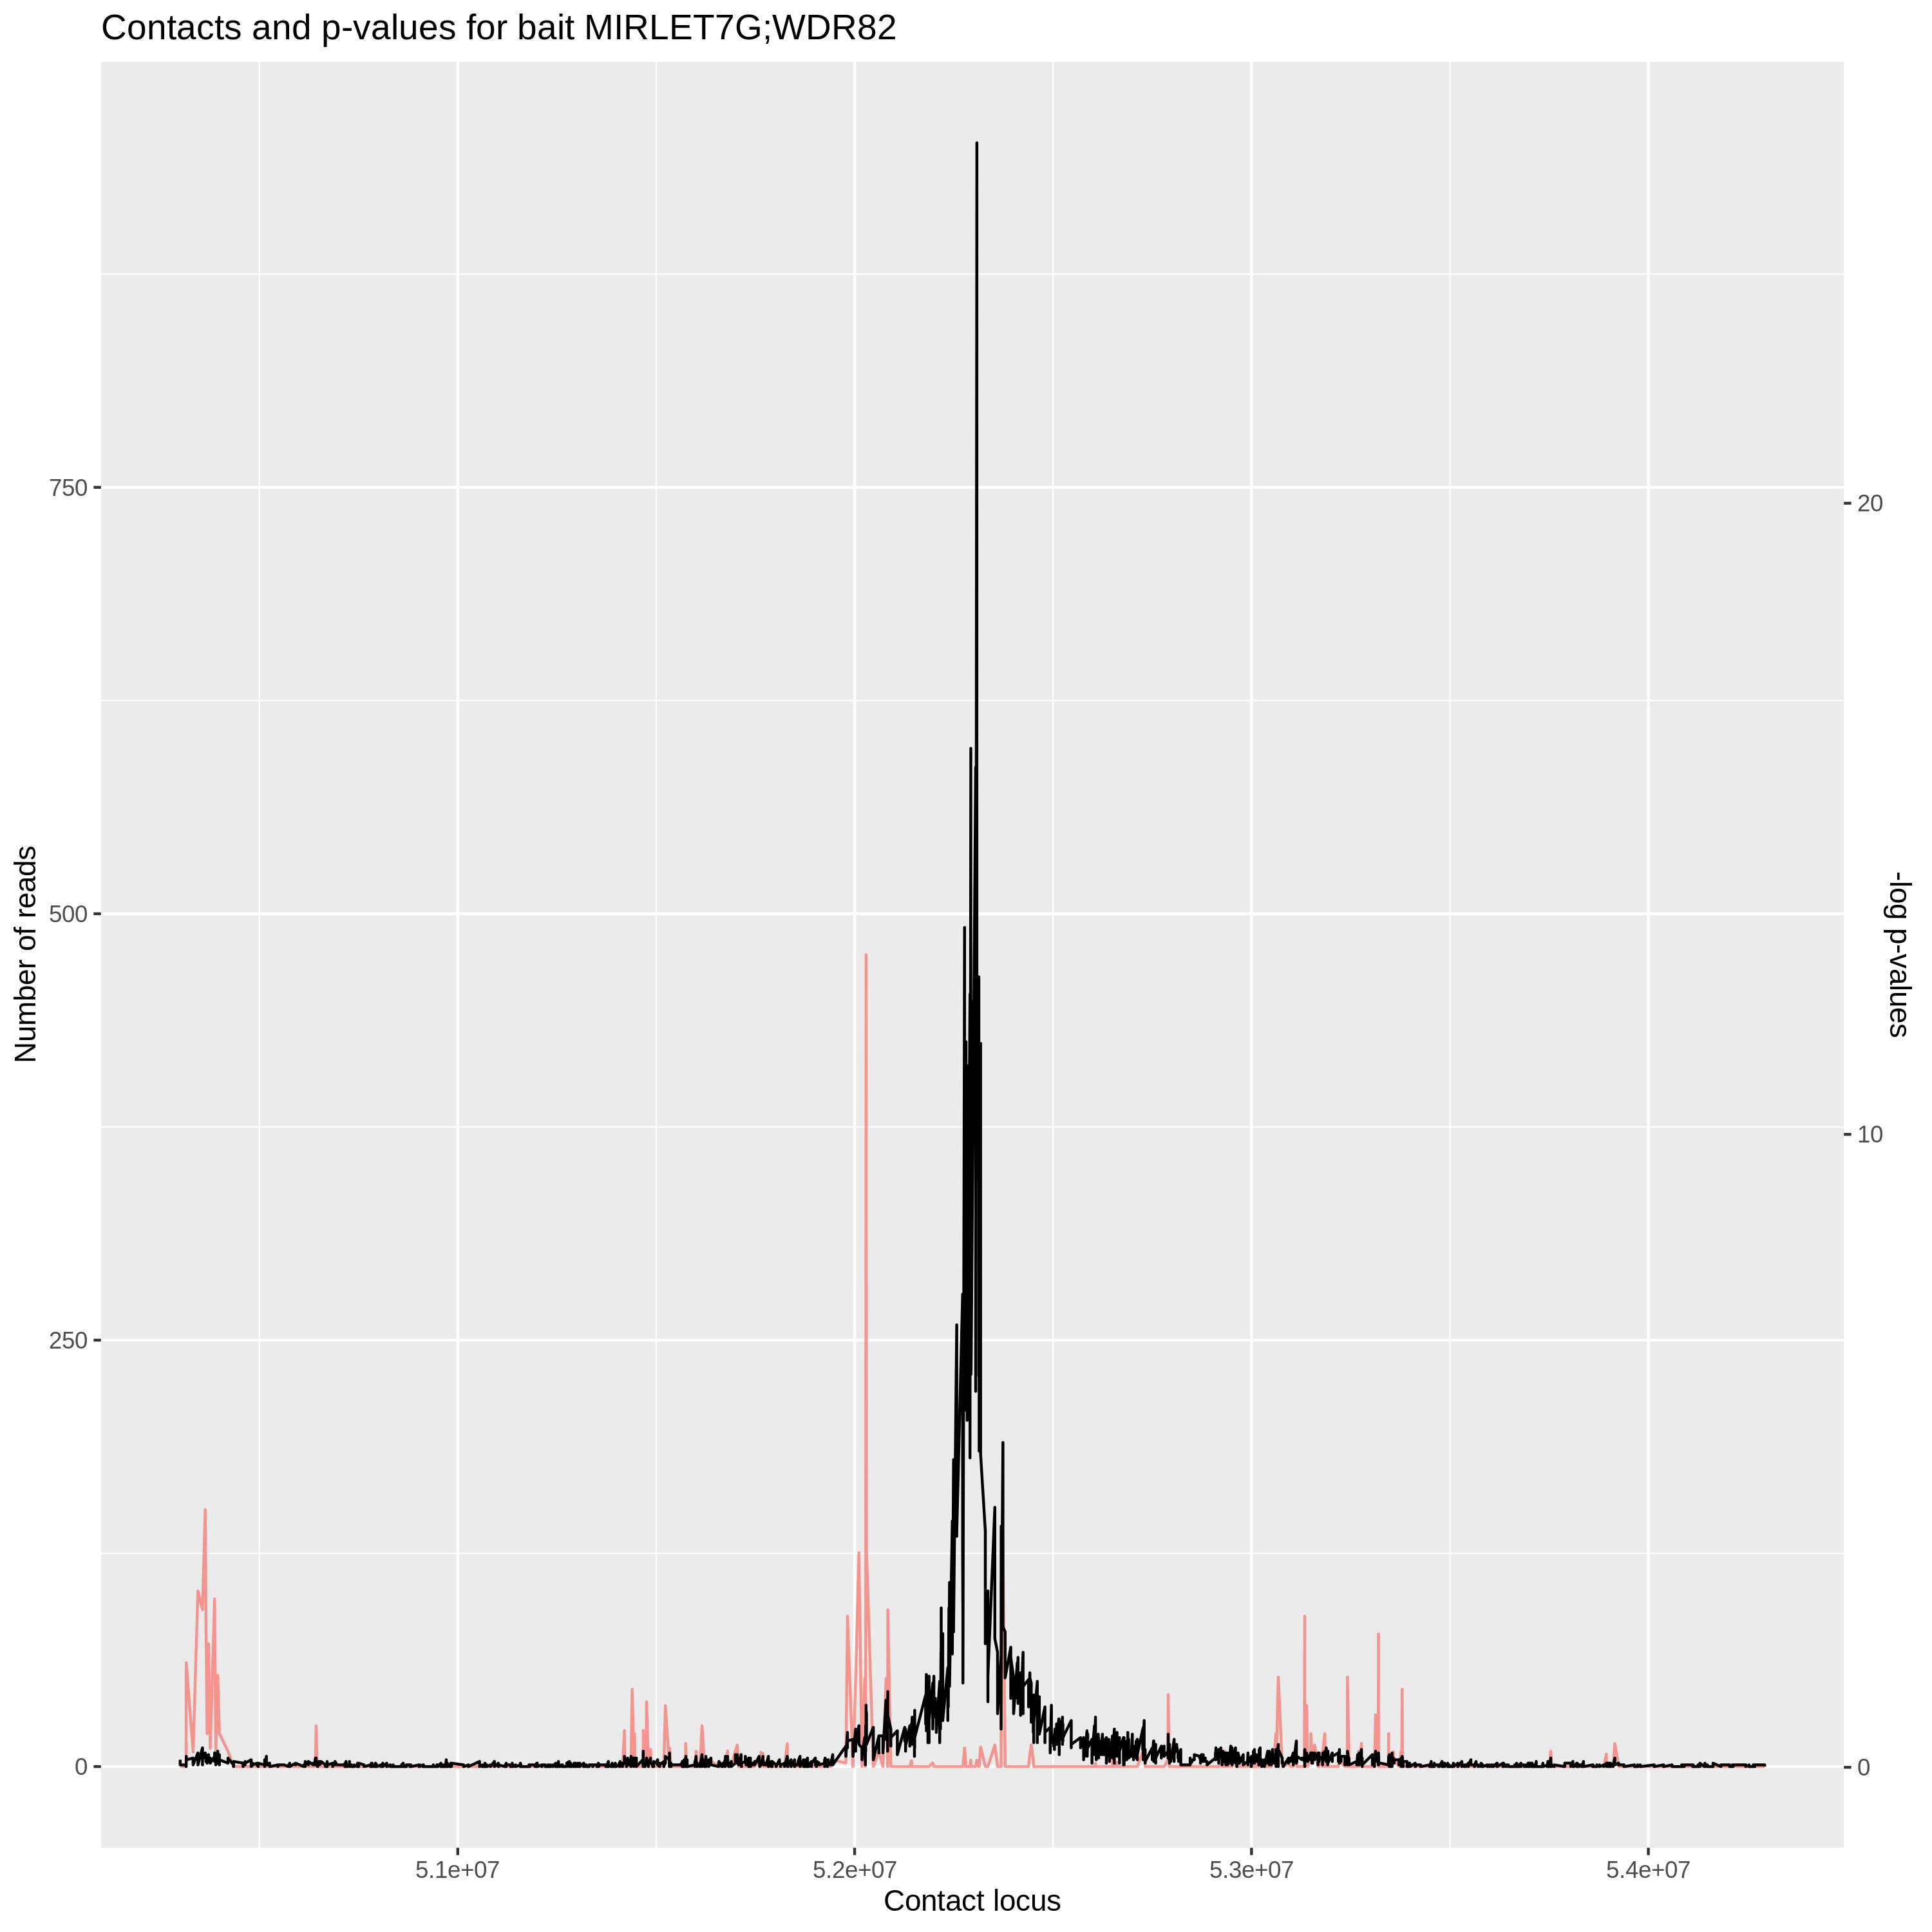 Contacts and p-values for bait MIRLET7G;WDR82
Number of reads
750
500
250
0
20
10
0
-log p-values
5.1e+07
5.2e+07
5.3e+07
5.4e+07
Contact locus